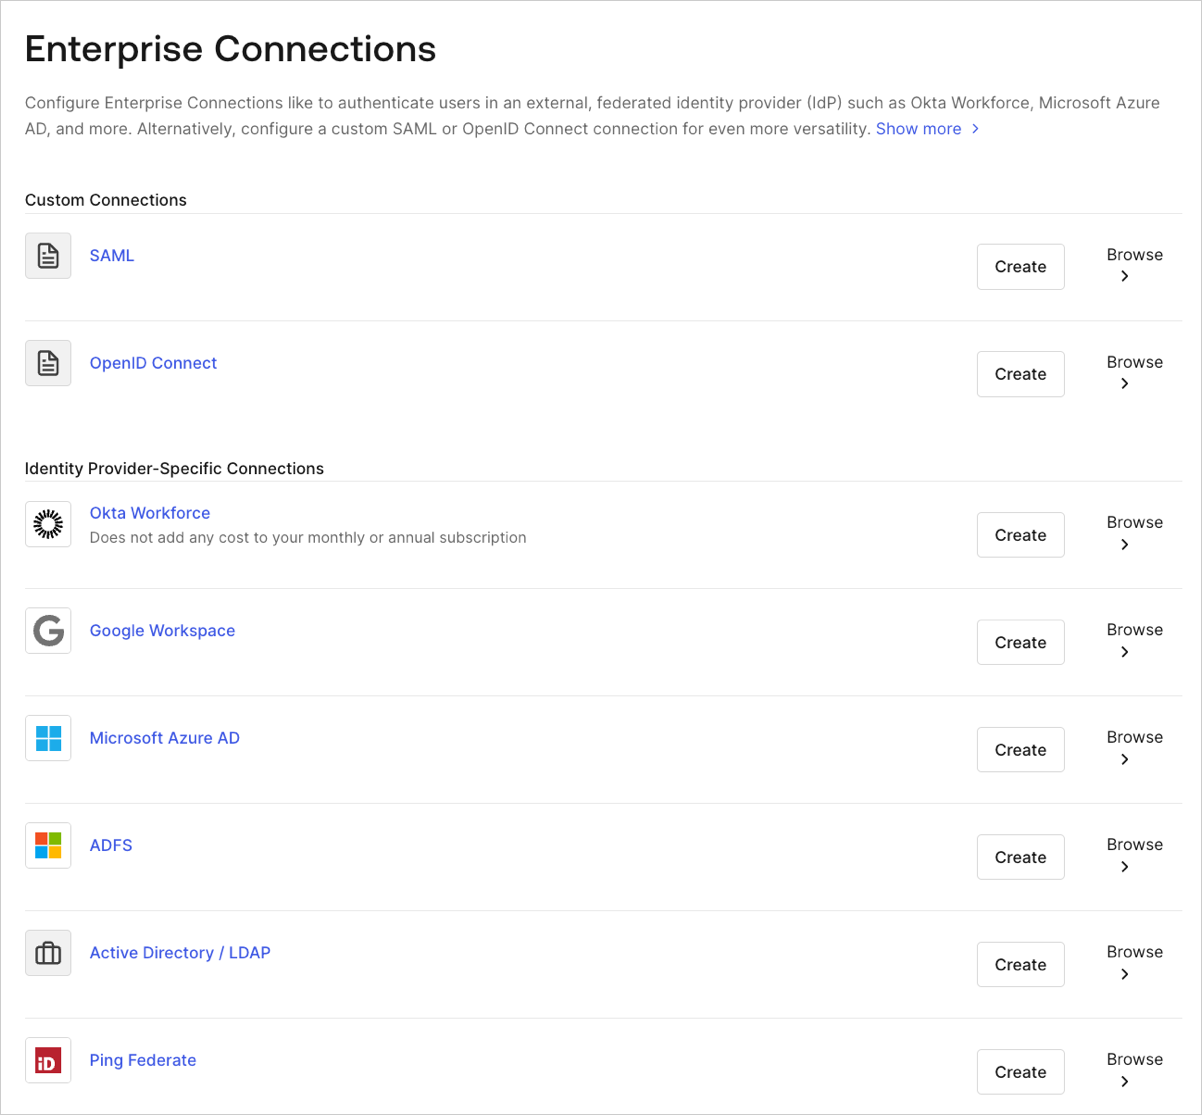 Enterprise Connections
Configure Enterprise Connections like to authenticate users in an external, federated identity provider (IdP) such as Okta Workforce, Microsoft Azure
AD, and more. Alternatively, configure a custom SAML or OpenID Connect connection for even more versatility. Show more
Custom Connections
SAML
Create
Browse
OpenID Connect
Create
Browse
Identity Provider-Specific Connections
Okta Workforce
Does not add any cost to your monthly or annual subscription
Create
Browse
G
Google Workspace
Create
Browse
Microsoft Azure AD
Create
Browse
ADFS
Create
Browse
Active Directory / LDAP
Create
Browse
iD
Ping Federate
Create
Browse